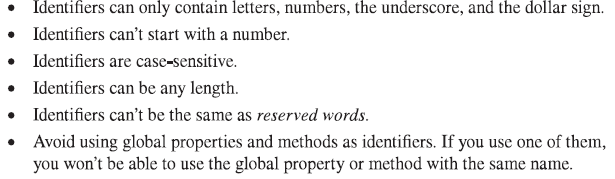 • Identifiers can only contain letters, numbers, the underscore, and the dollar sign.
• Identifiers can't start with a number.
• Identifiers are case-sensitive.
• Identifiers can be any length.
• Identifiers can't be the same as reserved words.
• Avoid using global properties and methods as identifiers. If you use one of them,
you won't be able to use the global property or method with the same name.